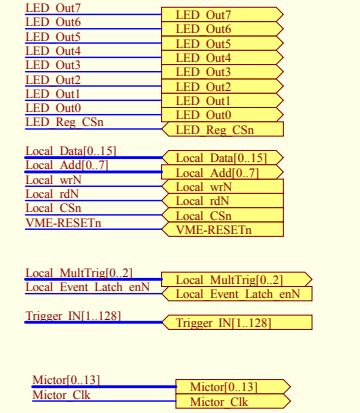 LED_Out7 LED_Out7
LED_Out6 LED_Out6
LED_Out5 LED_Out5
LED_Out4 LED_Out4
LED_Out3 LED_Out3
LED_Out2 LED_Out2
LED_Out1 LED_Out1
LED_Out0 LED_Out0
LED_Reg_CSn LED_Reg_CSn
Local_Data[0..15] Local_Data[0..15]
Local_Add[0..7] Local_Add[0..7]
Local_wrN Local_wrN
Local_rdN Local_rdN
Local_CSn Local_CSn
VME-RESETn VME-RESETn
Local_MultTrig[0..2] Local_MultTrig[0..2]
Local_Event_Latch_enN Local_Event_Latch_enN
Trigger_IN[1..128] Trigger_IN[1..128]
Mictor[0..13] Mictor[0..13]
Mictor_Clk Mictor_Clk